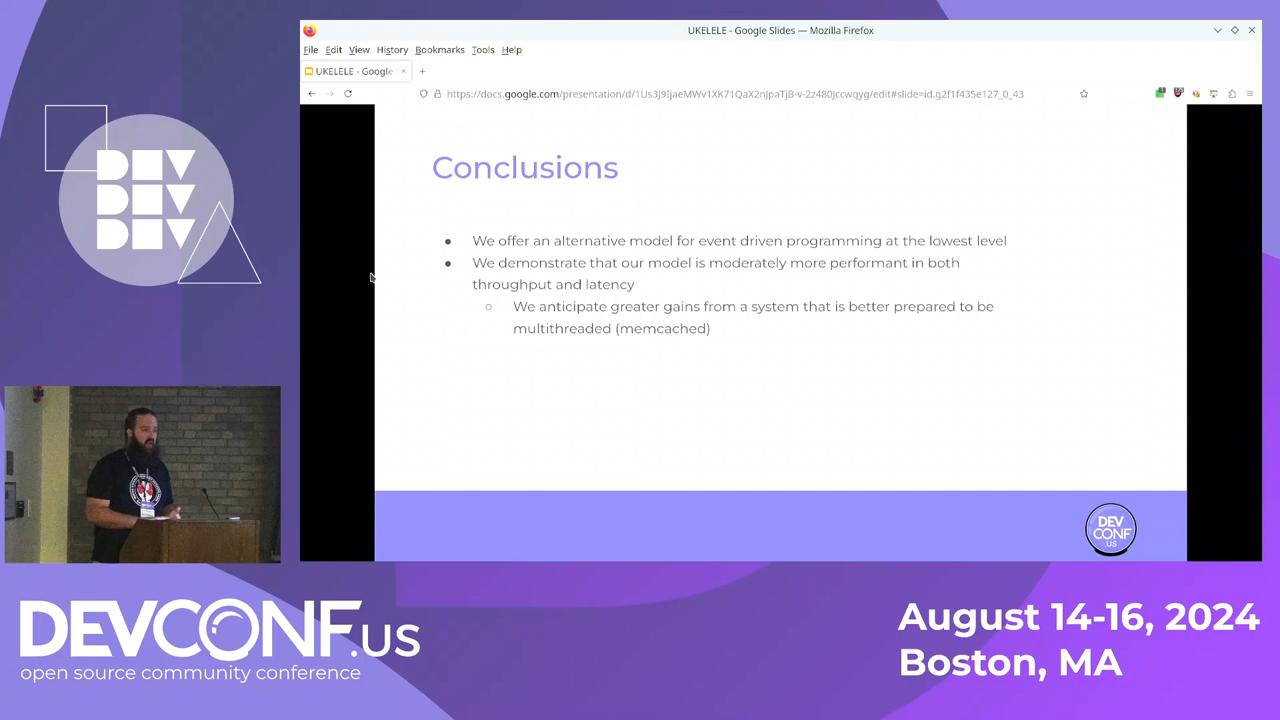 UKELELE - Google Slides — Mozilla Firefox
File Edit View History Bookmarks Tools Help
UKELELE - Google
https://docs.google.com/presentation/d/1Us3J9IjaeMWv1XK71QaX2nJpaTjB-v-2z480Jccwqyg/edit#slide=id.g2f1f435e127_0_43
DEV
DEV
DEV
Conclusions
● We offer an alternative model for event driven programming at the lowest level
● We demonstrate that our model is moderately more performant in both
throughput and latency
○ We anticipate greater gains from a system that is better prepared to be
multithreaded (memcached)
DEV
CONF
.US
DEVCONF.US
open source community conference
August 14-16, 2024
Boston, MA